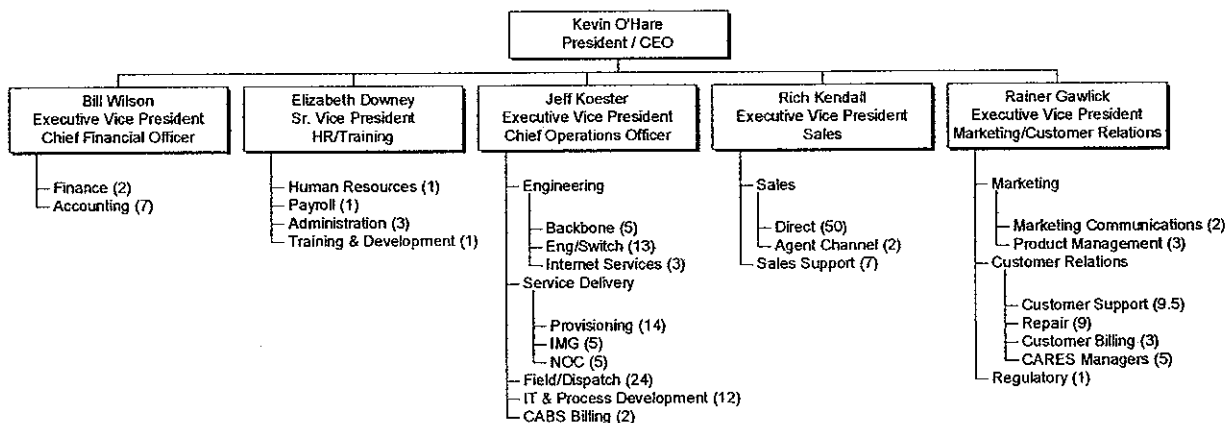 Kevin O'Hare
President / CEO
Bill Wilson
Executive Vice President
Chief Financial Officer
Finance (2)
Accounting (7)
Elizabeth Downey
Sr. Vice President
HR/Training
Human Resources (1)
Payroll (1)
Administration (3)
Training & Development (1)
Jeff Koester
Executive Vice President
Chief Operations Officer
Engineering
Backbone (5)
Eng/Switch (13)
Internet Services (3)
Service Delivery
Provisioning (14)
IMG (5)
NOC (5)
Field/Dispatch (24)
IT & Process Development (12)
CABS Billing (2)
Rich Kendall
Executive Vice President
Sales
Sales
Direct (50)
Agent Channel (2)
Sales Support (7)
Rainer Gawlick
Executive Vice President
Marketing/Customer Relations
Marketing
Marketing Communications (2)
Product Management (3)
Customer Relations
Customer Support (9.5)
Repair (9)
Customer Billing (3)
CARES Managers (5)
Regulatory (1)